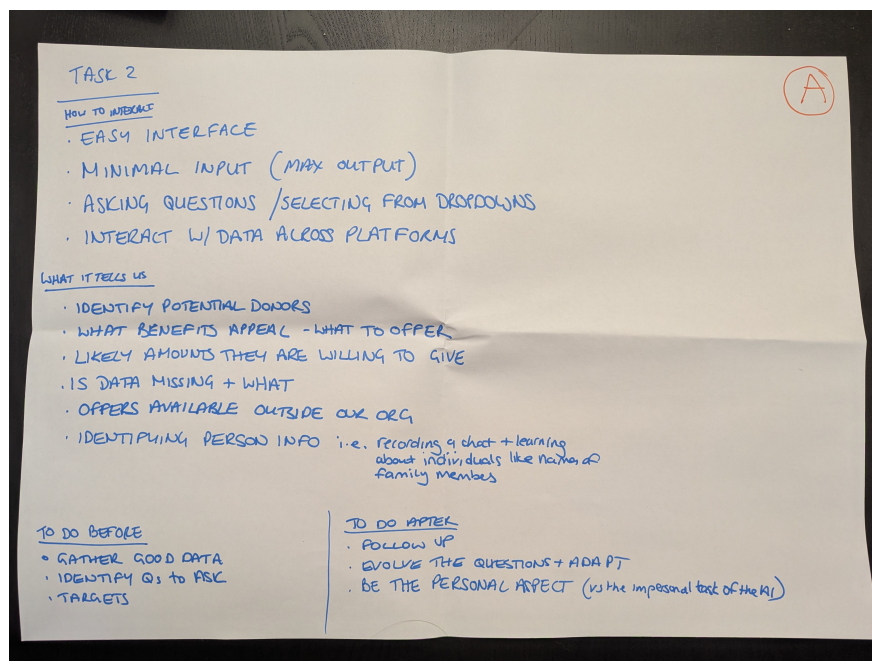 TASK 2
A
HOW TO INTERACT
· EASY INTERFACE
· MINIMAL INPUT (MAX OUTPUT)
· ASKING QUESTIONS / SELECTING FROM DROPDOWNS
· INTERACT W/ DATA ACROSS PLATFORMS
WHAT IT TELLS US
· IDENTIFY POTENTIAL DONORS
· WHAT BENEFITS APPEAL - WHAT TO OFFER
· LIKELY AMOUNTS THEY ARE WILLING TO GIVE
· IS DATA MISSING + WHAT
· OFFERS AVAILABLE OUTSIDE OUR ORG
· IDENTIFYING PERSON INFO i.e. recording a chat + learning
about individuals like names of
family members
TO DO BEFORE
· GATHER GOOD DATA
· IDENTIFY Qs to ASK
· TARGETS
TO DO AFTER
· FOLLOW UP
· EVOLVE THE QUESTIONS + ADAPT
· BE THE PERSONAL ASPECT (vs the impersonal task of the AI)